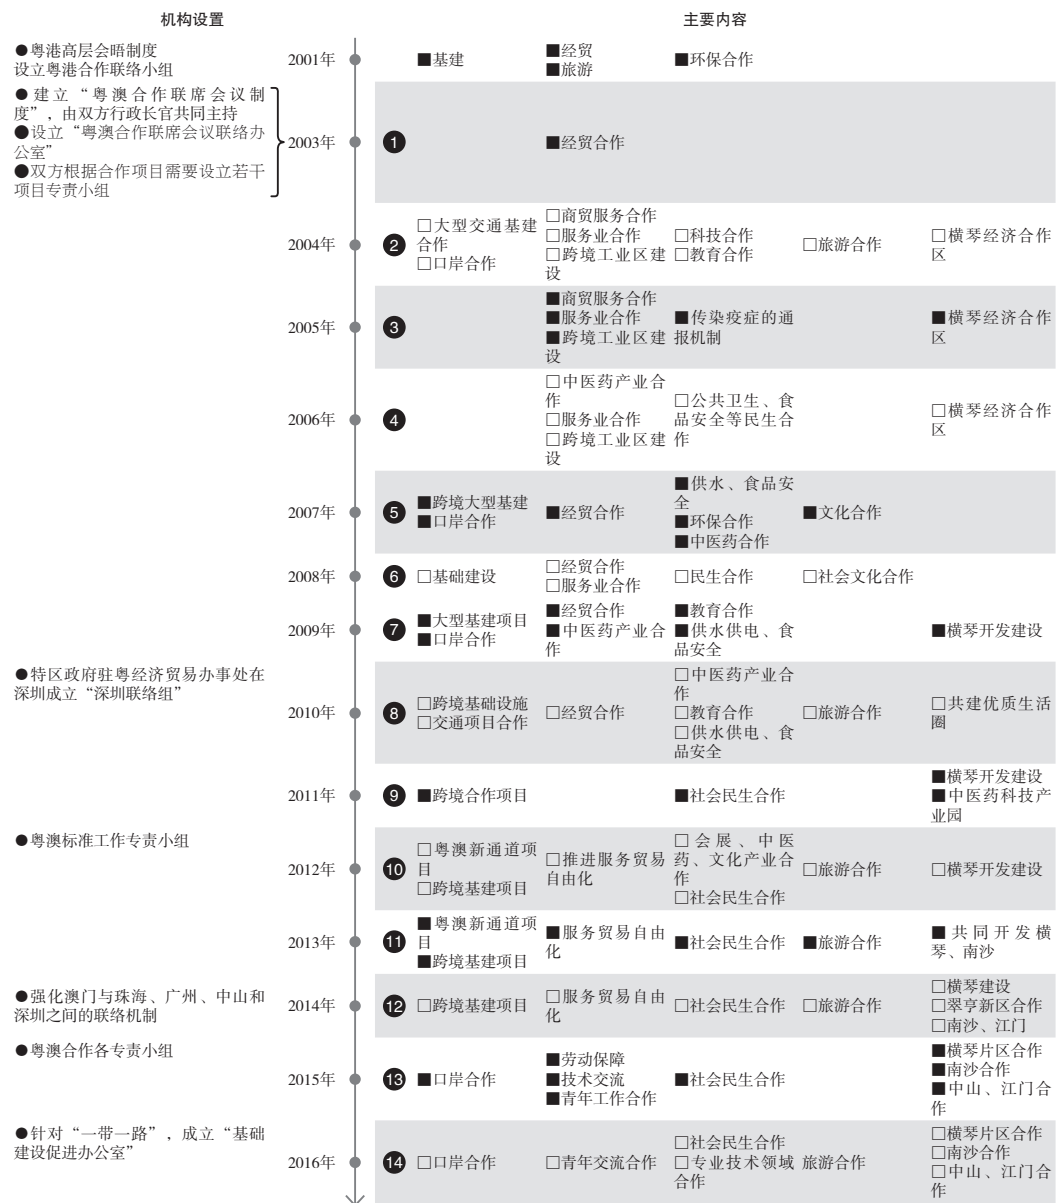 机构设置 主要内容
●粤港高层会晤制度
设立粤港合作联络小组
2001年
■基建
■经贸
■旅游
■环保合作
●建立“粤澳合作联席会议制
度”，由双方行政长官共同主持
●设立“粤澳合作联席会议联络办
公室”
●双方根据合作项目需要设立若干
项目专责小组
2003年
1
■经贸合作
2004年
2
□大型交通基建
合作
□口岸合作
□商贸服务合作
□服务业合作
□跨境工业区建
设
□科技合作
□教育合作
□旅游合作
□横琴经济合作
区
2005年
3
■商贸服务合作
■服务业合作
■跨境工业区建
设
■传染疫症的通
报机制
■横琴经济合作
区
2006年
4
□中医药产业合
作
□服务业合作
□跨境工业区建
设
□公共卫生、食
品安全等民生合
作
□横琴经济合作
区
2007年
5
■跨境大型基建
■口岸合作
■经贸合作
■供水、食品安
全
■环保合作
■中医药合作
■文化合作
2008年
6
□基础建设
□经贸合作
□服务业合作
□民生合作
□社会文化合作
2009年
7
■大型基建项目
■口岸合作
■经贸合作
■中医药产业合
作
■教育合作
■供水供电、食
品安全
■横琴开发建设
●特区政府驻粤经济贸易办事处在
深圳成立“深圳联络组”
2010年
8
□跨境基础设施
□交通项目合作
□经贸合作
□中医药产业合
作
□教育合作
□供水供电、食
品安全
□旅游合作
□共建优质生活
圈
2011年
9
■跨境合作项目
■社会民生合作
■横琴开发建设
■中医药科技产
业园
●粤澳标准工作专责小组
2012年
10
□粤澳新通道项
目
□跨境基建项目
□推进服务贸易
自由化
□会展、中医
药、文化产业合
作
□社会民生合作
□旅游合作
□横琴开发建设
2013年
11
■粤澳新通道项
目
■跨境基建项目
■服务贸易自由
化
■社会民生合作
■旅游合作
■共同开发横
琴、南沙
●强化澳门与珠海、广州、中山和
深圳之间的联络机制
2014年
12
□跨境基建项目
□服务贸易自由
化
□社会民生合作
□旅游合作
□横琴建设
□翠亨新区合作
□南沙、江门
●粤澳合作各专责小组
2015年
13
■口岸合作
■劳动保障
■技术交流
■青年工作合作
■社会民生合作
■横琴片区合作
■南沙合作
■中山、江门合
作
●针对“一带一路”，成立“基础
建设促进办公室”
2016年
14
□口岸合作
□青年交流合作
□社会民生合作
□专业技术领域
合作
旅游合作
□横琴片区合作
□南沙合作
□中山、江门合
作